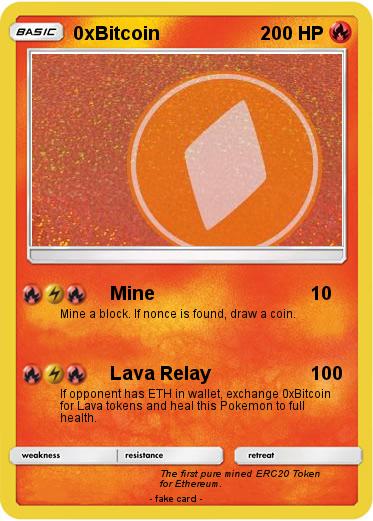 BASIC 0xBitcoin 200 HP
Mine 10
Mine a block. If nonce is found, draw a coin.
Lava Relay 100
If opponent has ETH in wallet, exchange 0xBitcoin
for Lava tokens and heal this Pokemon to full
health.
weakness resistance retreat
The first pure mined ERC20 Token
for Ethereum.
- fake card -